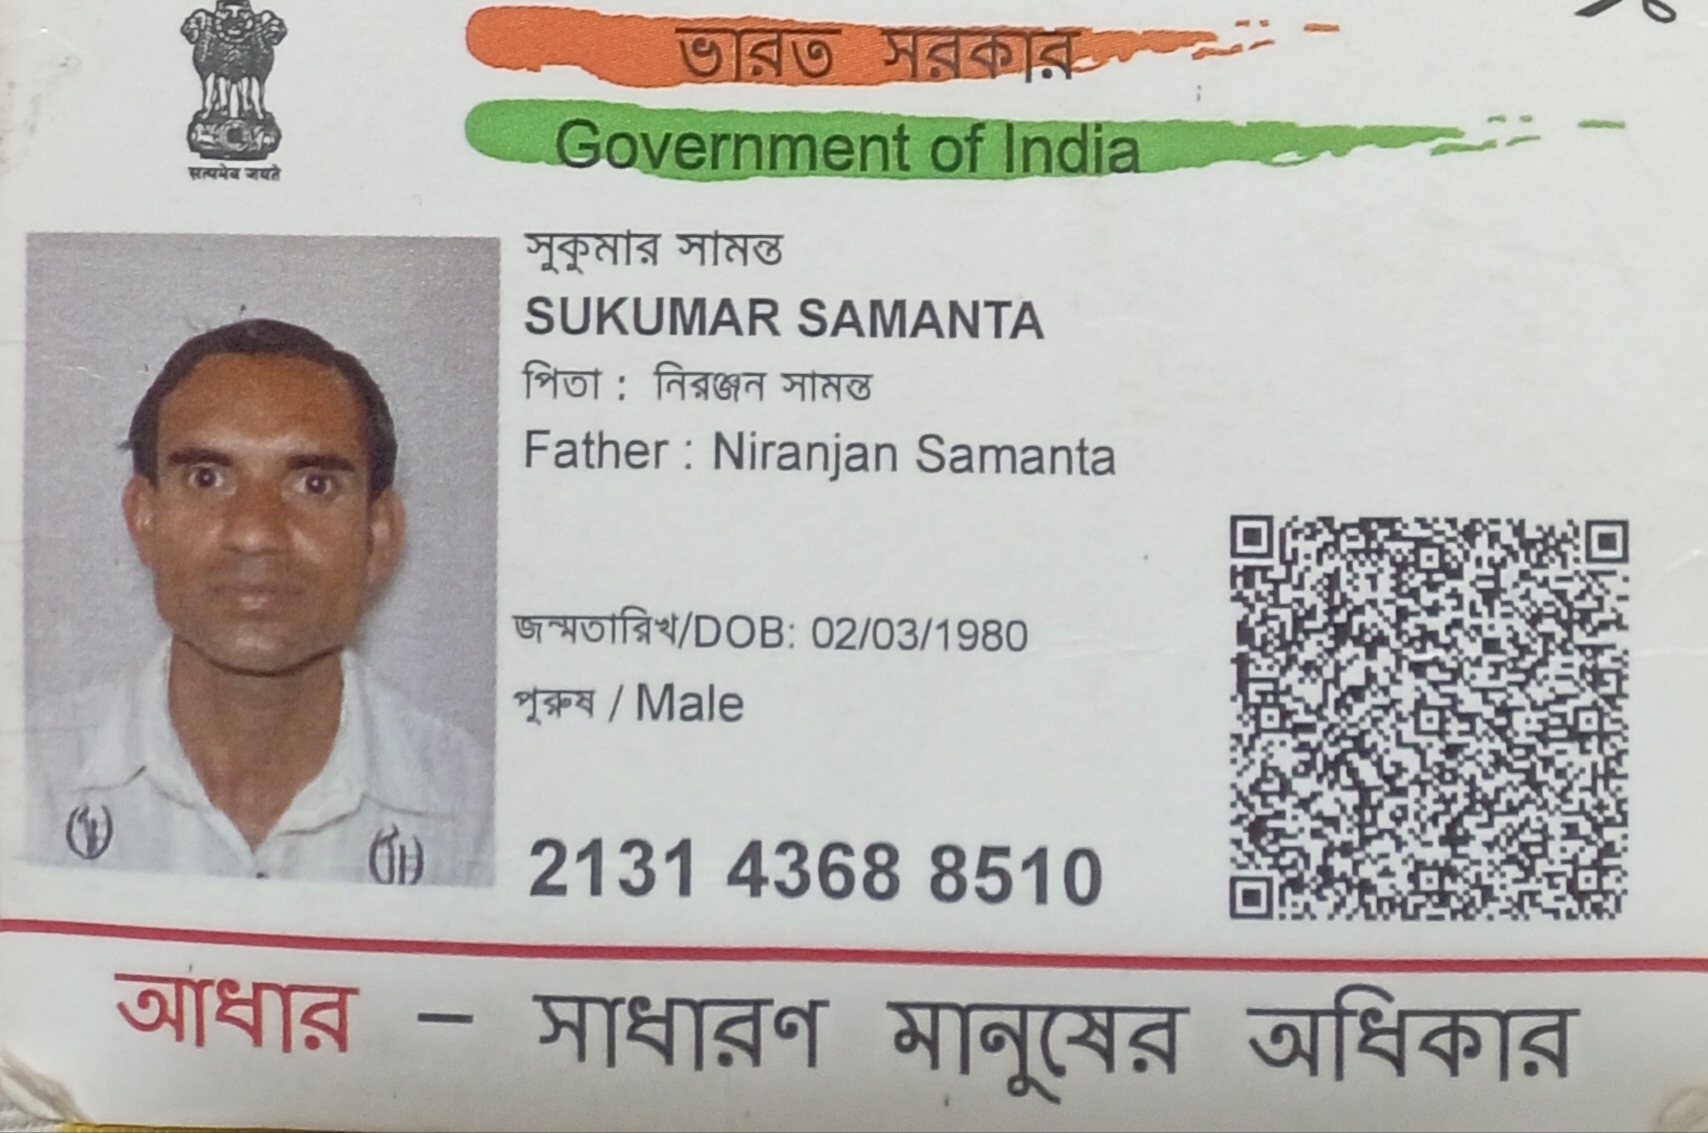 ভারত সরকার
Government of India
सत्यमेव जयते
সুকুমার সামন্ত
SUKUMAR SAMANTA
পিতা : নিরঞ্জন সামন্ত
Father : Niranjan Samanta
জন্মতারিখ/DOB: 02/03/1980
পুরুষ / Male
2131 4368 8510
আধার – সাধারণ মানুষের অধিকার